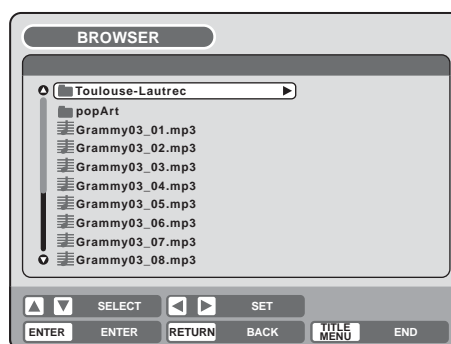 BROWSER
Toulouse-Lautrec
popArt
Grammy03_01.mp3
Grammy03_02.mp3
Grammy03_03.mp3
Grammy03_04.mp3
Grammy03_05.mp3
Grammy03_06.mp3
Grammy03_07.mp3
Grammy03_08.mp3
SELECT SET
ENTER ENTER RETURN BACK TITLE MENU END